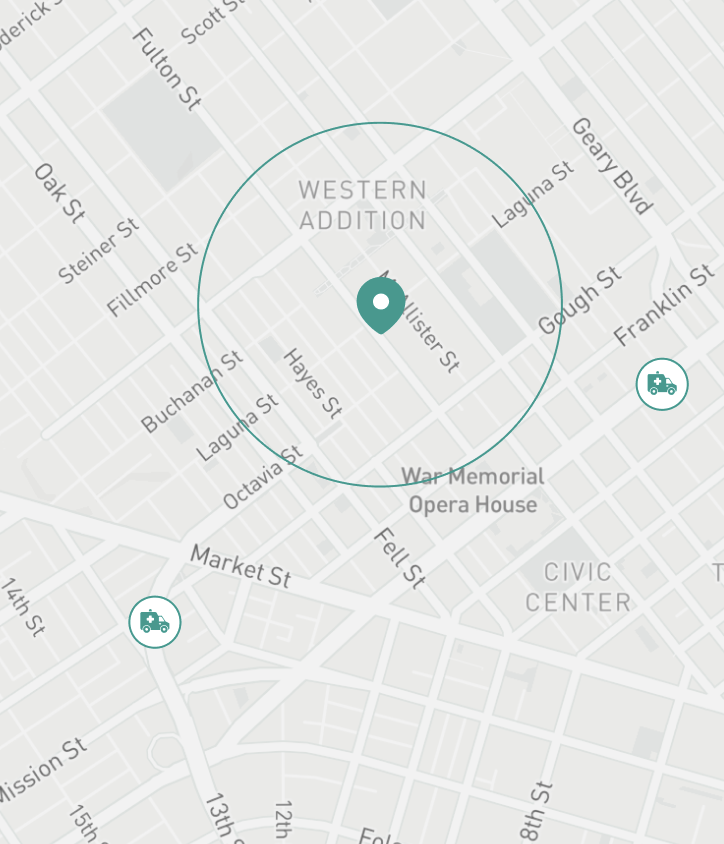 Scott St
Fulton St
Geary Blvd
Oak St
WESTERN
ADDITION
Laguna St
Steiner St
Fillmore St
Gough St
Franklin St
Hayes St
Buchanan St
Laguna St
Octavia St
War Memorial
Opera House
Fell St
Market St
CIVIC
CENTER
14th St
Mission St
15th
13th
12th
8th St